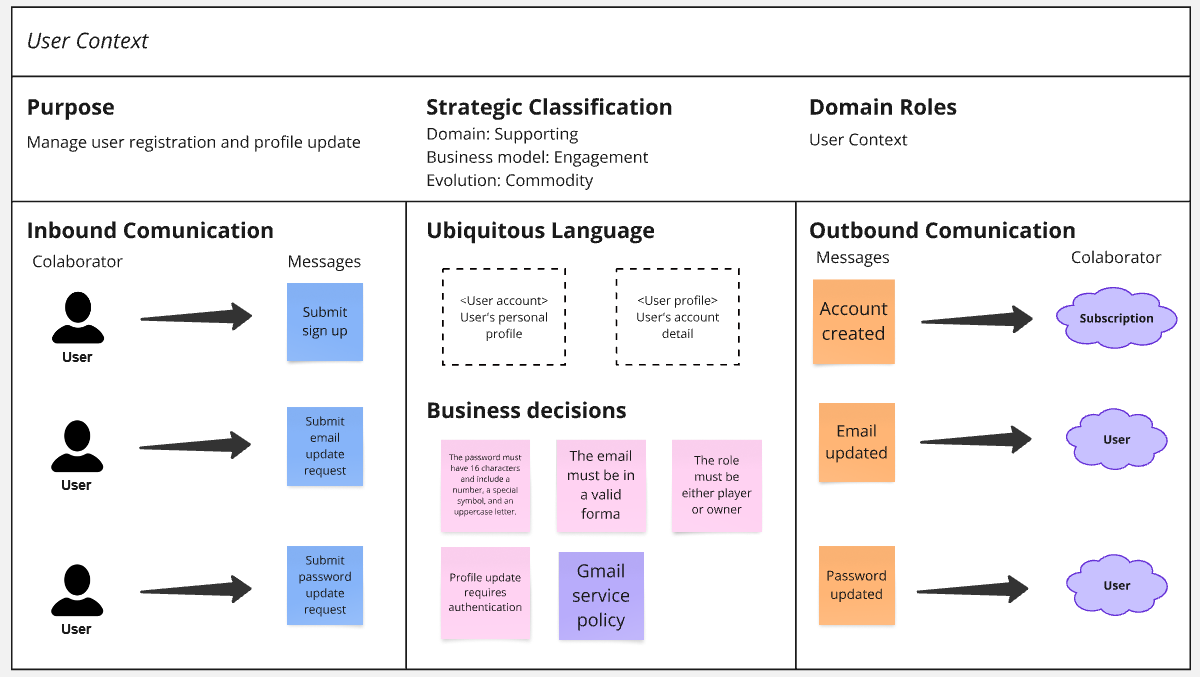 User Context
Purpose
Manage user registration and profile update
Strategic Classification
Domain: Supporting
Business model: Engagement
Evolution: Commodity
Domain Roles
User Context
Inbound Comunication
Colaborator
Messages
User
Submit
sign up
User
Submit
email
update
request
User
Submit
password
update
request
Ubiquitous Language
<User account>
User's personal
profile
<User profile>
User's account
detail
Business decisions
The password must
have 16 characters
and include a
number, a special
symbol, and an
uppercase letter.
The email
must be in
a valid
forma
The role
must be
either player
or owner
Profile update
requires
authentication
Gmail
service
policy
Outbound Comunication
Messages
Colaborator
Account
created
Subscription
Email
updated
User
Password
updated
User